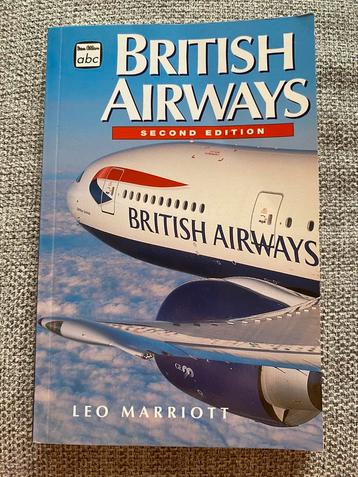 Ian Allan
abc
BRITISH
AIRWAYS
SECOND EDITION
BRITISH AIRWAYS
LEO MARRIOTT